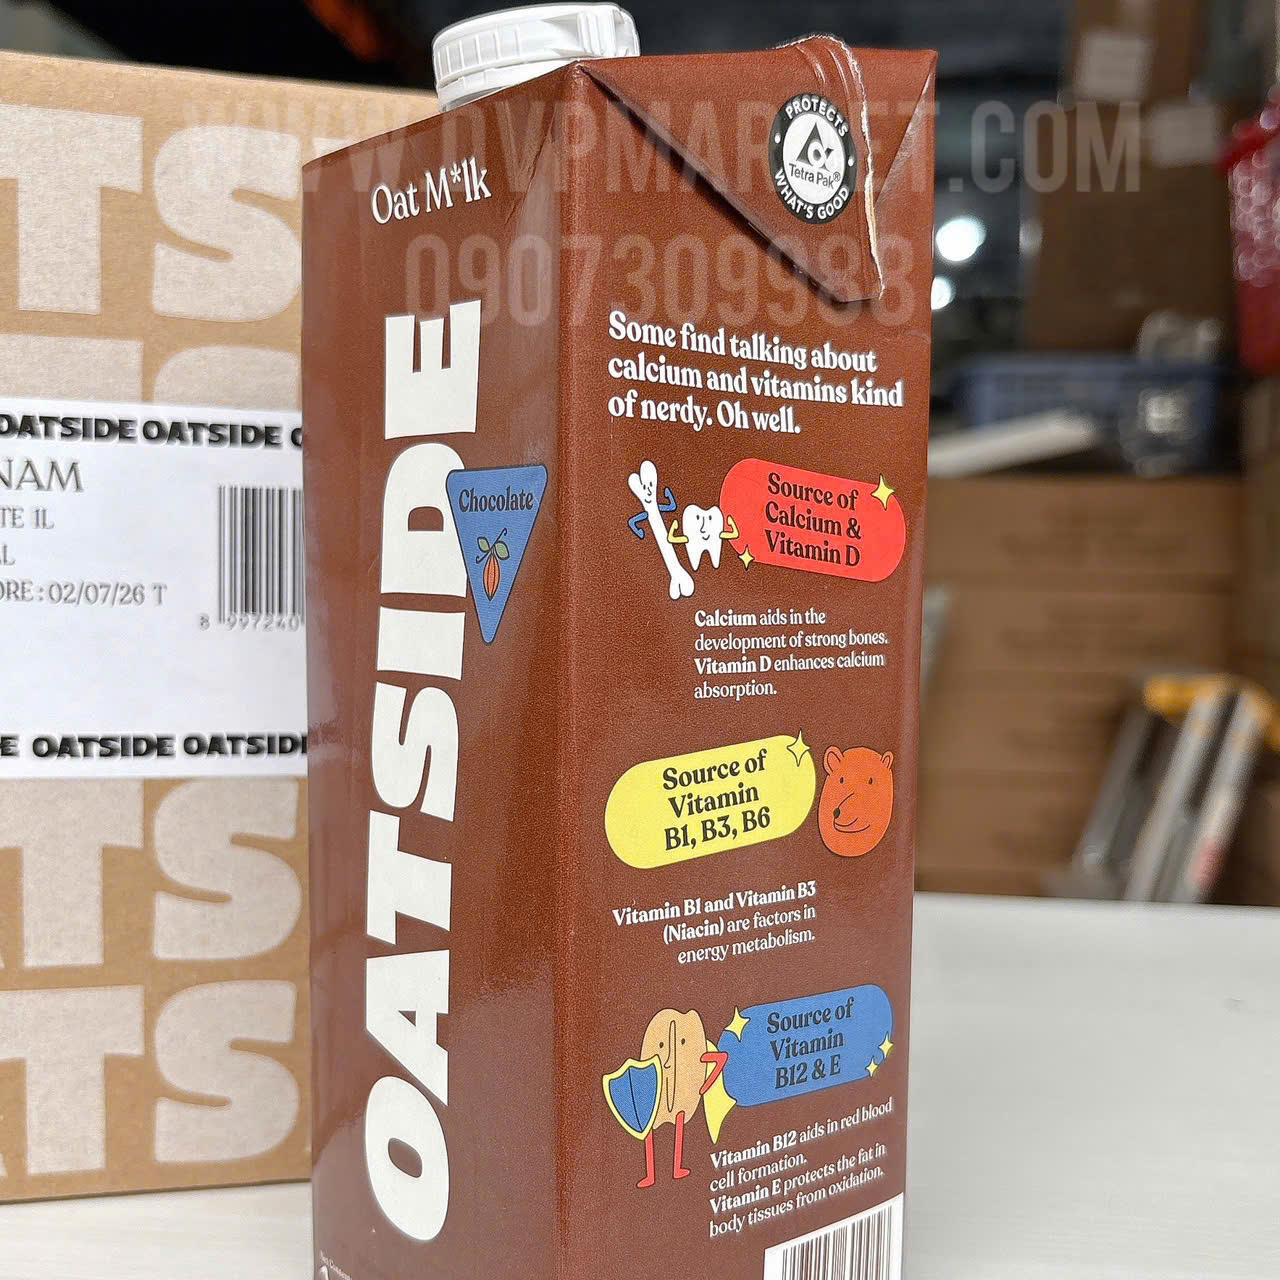 WWW.QVPMARKET.COM
0907309988
Oat M*lk
OATSIDE
Chocolate
PROTECTS
Tetra Pak®
WHAT'S GOOD
Some find talking about
calcium and vitamins kind
of nerdy. Oh well.
Source of
Calcium &
Vitamin D
Calcium aids in the
development of strong bones.
Vitamin D enhances calcium
absorption.
Source of
Vitamin
B1, B3, B6
Vitamin B1 and Vitamin B3
(Niacin) are factors in
energy metabolism.
Source of
Vitamin
B12 & E
Vitamin B12 aids in red blood
cell formation.
Vitamin E protects the fat in
body tissues from oxidation.
TS
OATSIDE OATSIDE
NAM
TE 1L
ORE : 02/07/26 T
8 997240
E OATSIDE OATSIDE
TS
TS